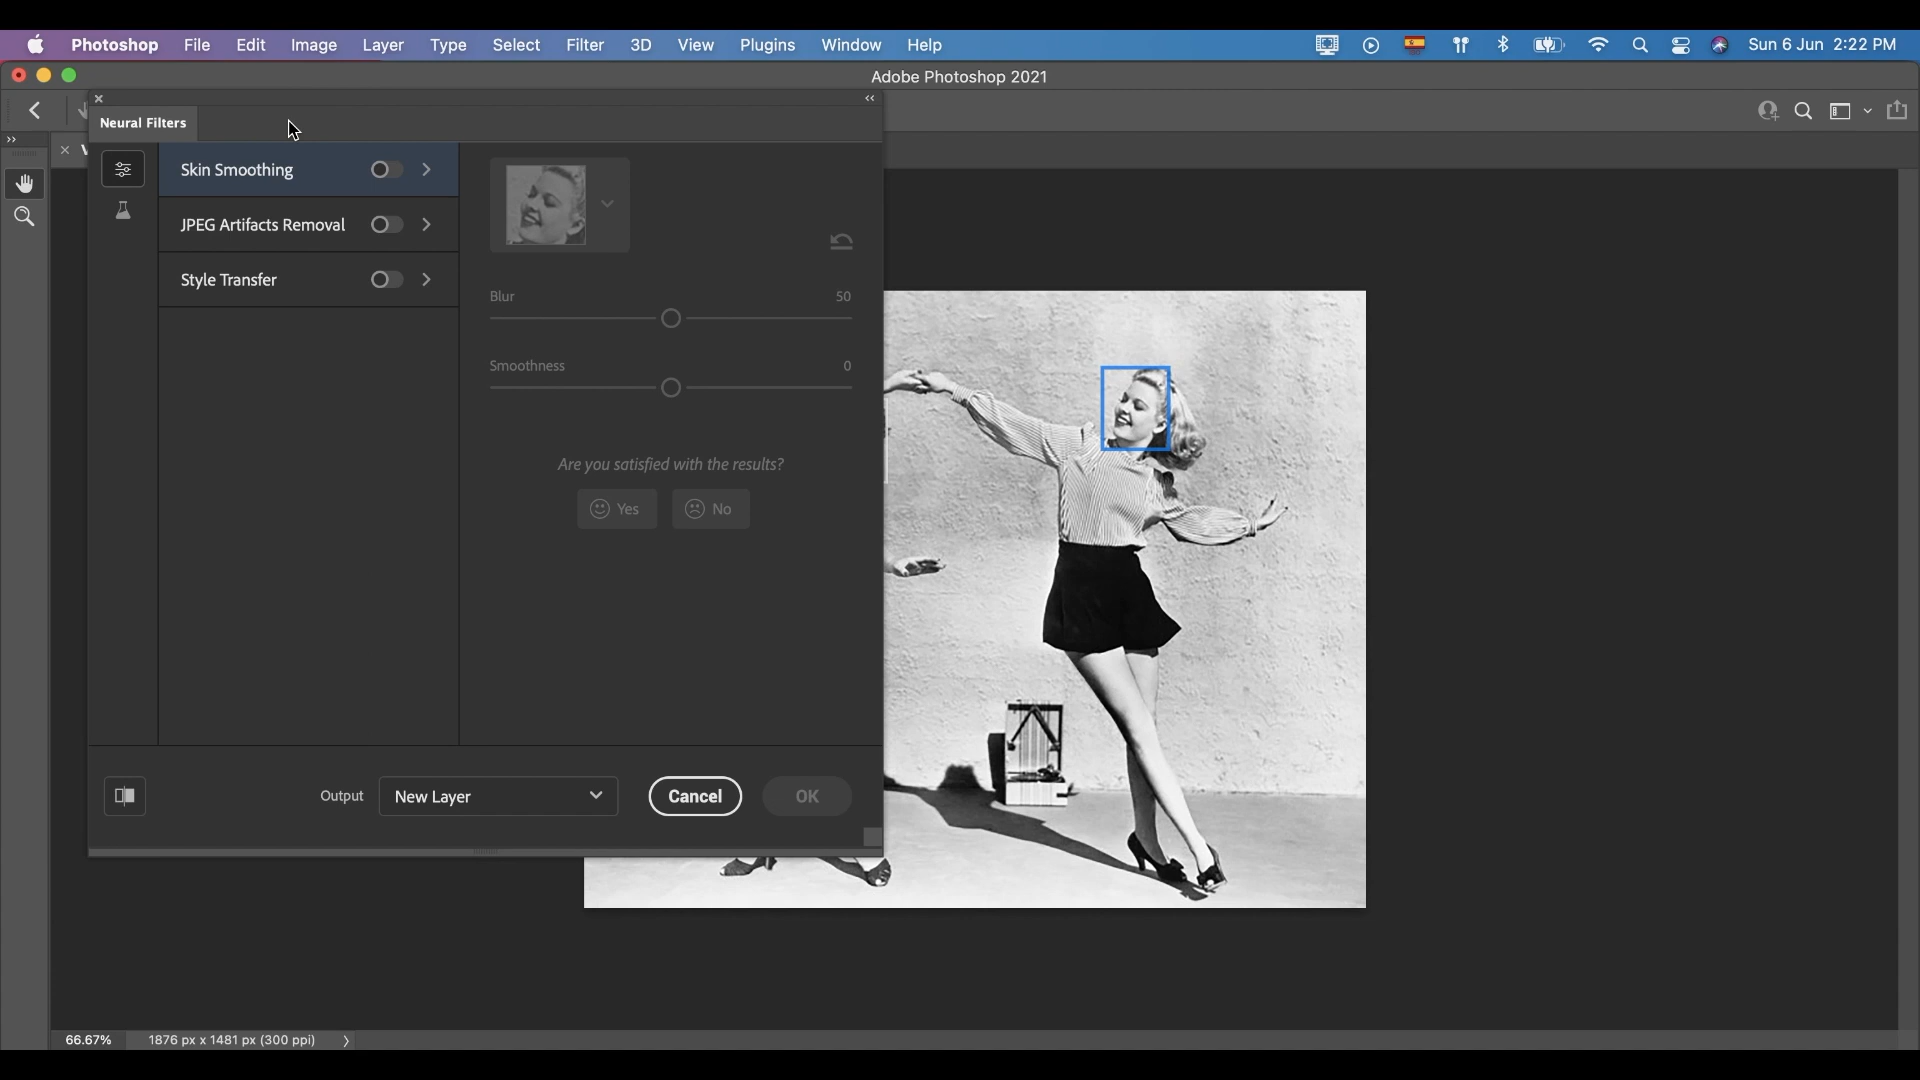 Photoshop File Edit Image Layer Type Select Filter 3D View Plugins Window Help Sun 6 Jun 2:22 PM
Adobe Photoshop 2021
Neural Filters
Skin Smoothing
JPEG Artifacts Removal
Style Transfer
Blur 50
Smoothness 0
Are you satisfied with the results?
Yes No
Output New Layer Cancel OK
66.67% 1876 px x 1481 px (300 ppi)